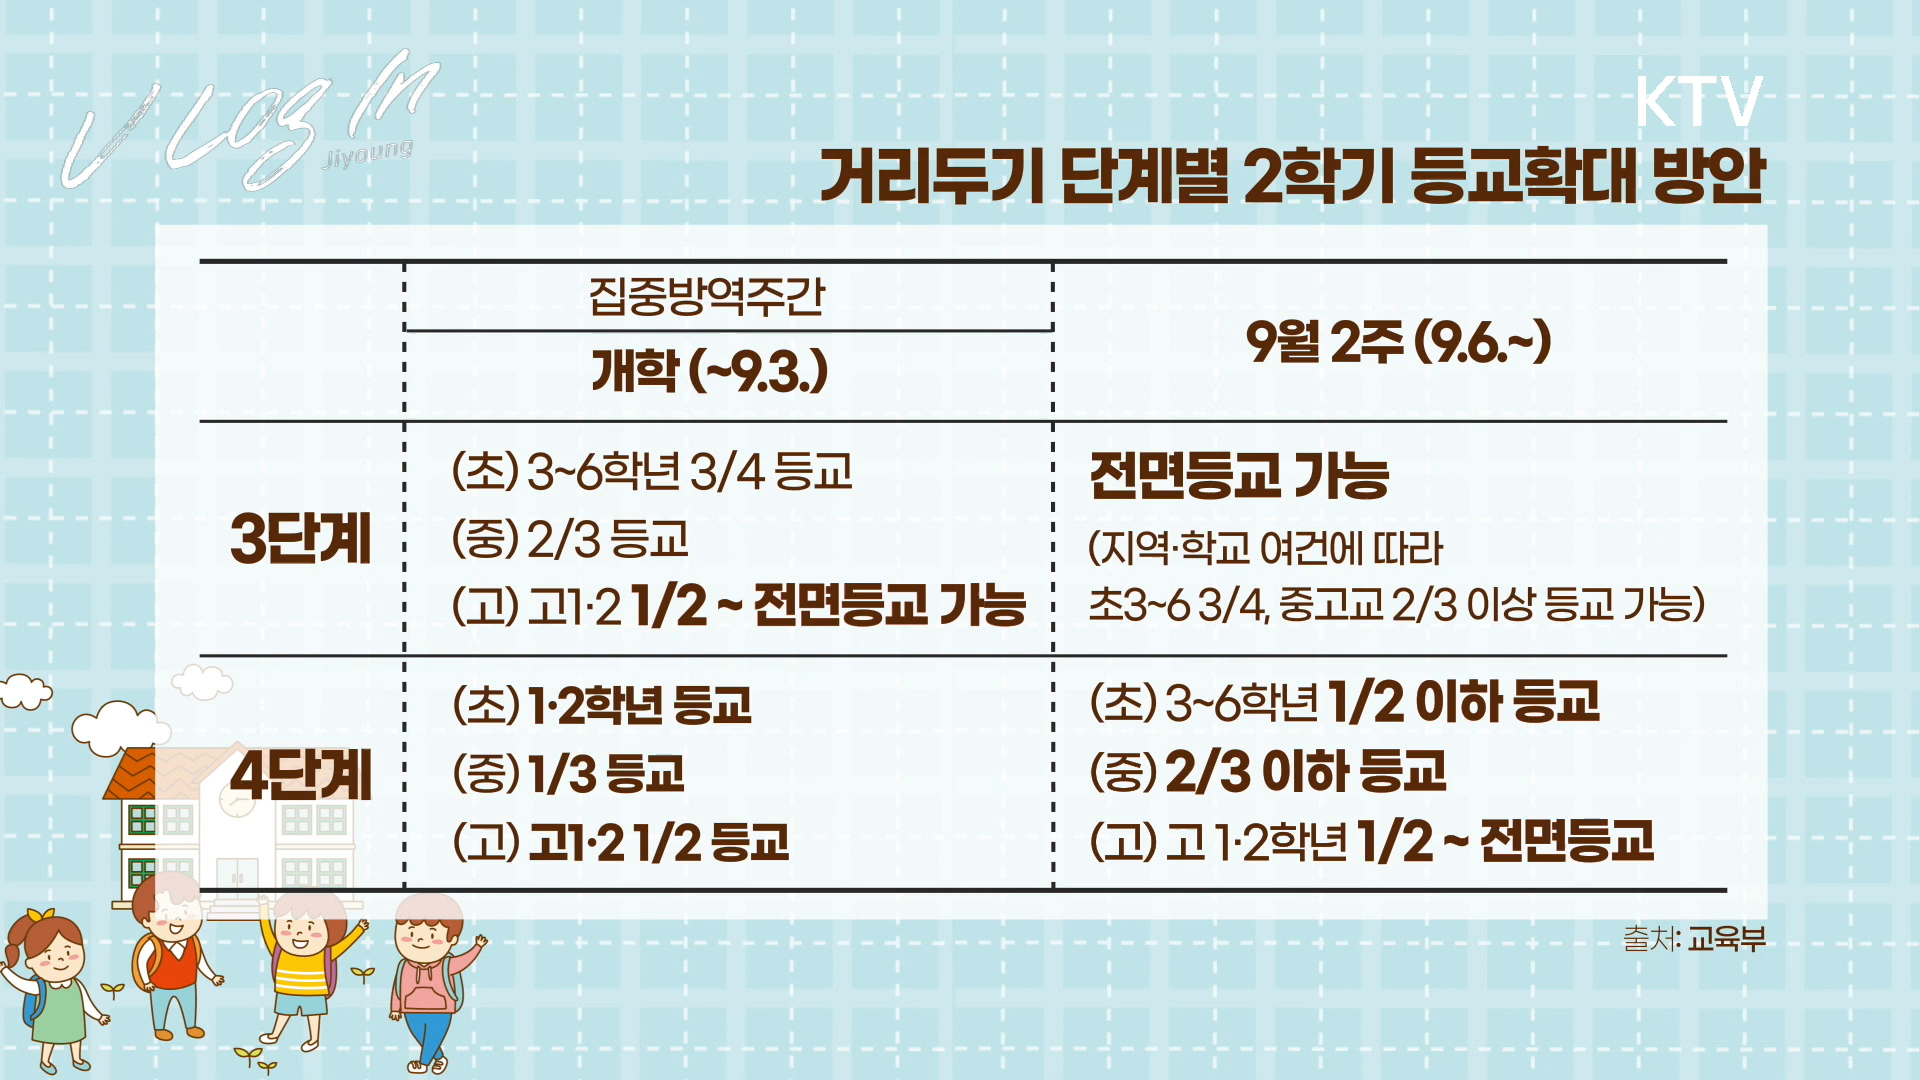 V Log In
Jiyoung
KTV
거리두기 단계별 2학기 등교확대 방안
집중방역주간
개학 (~9.3.)
9월 2주 (9.6.~)
3단계
(초) 3~6학년 3/4 등교
(중) 2/3 등교
(고) 고1·2 1/2 ~ 전면등교 가능
전면등교 가능
(지역·학교 여건에 따라
초3~6 3/4, 중고교 2/3 이상 등교 가능)
4단계
(초) 1·2학년 등교
(중) 1/3 등교
(고) 고1·2 1/2 등교
(초) 3~6학년 1/2 이하 등교
(중) 2/3 이하 등교
(고) 고 1·2학년 1/2 ~ 전면등교
출처: 교육부